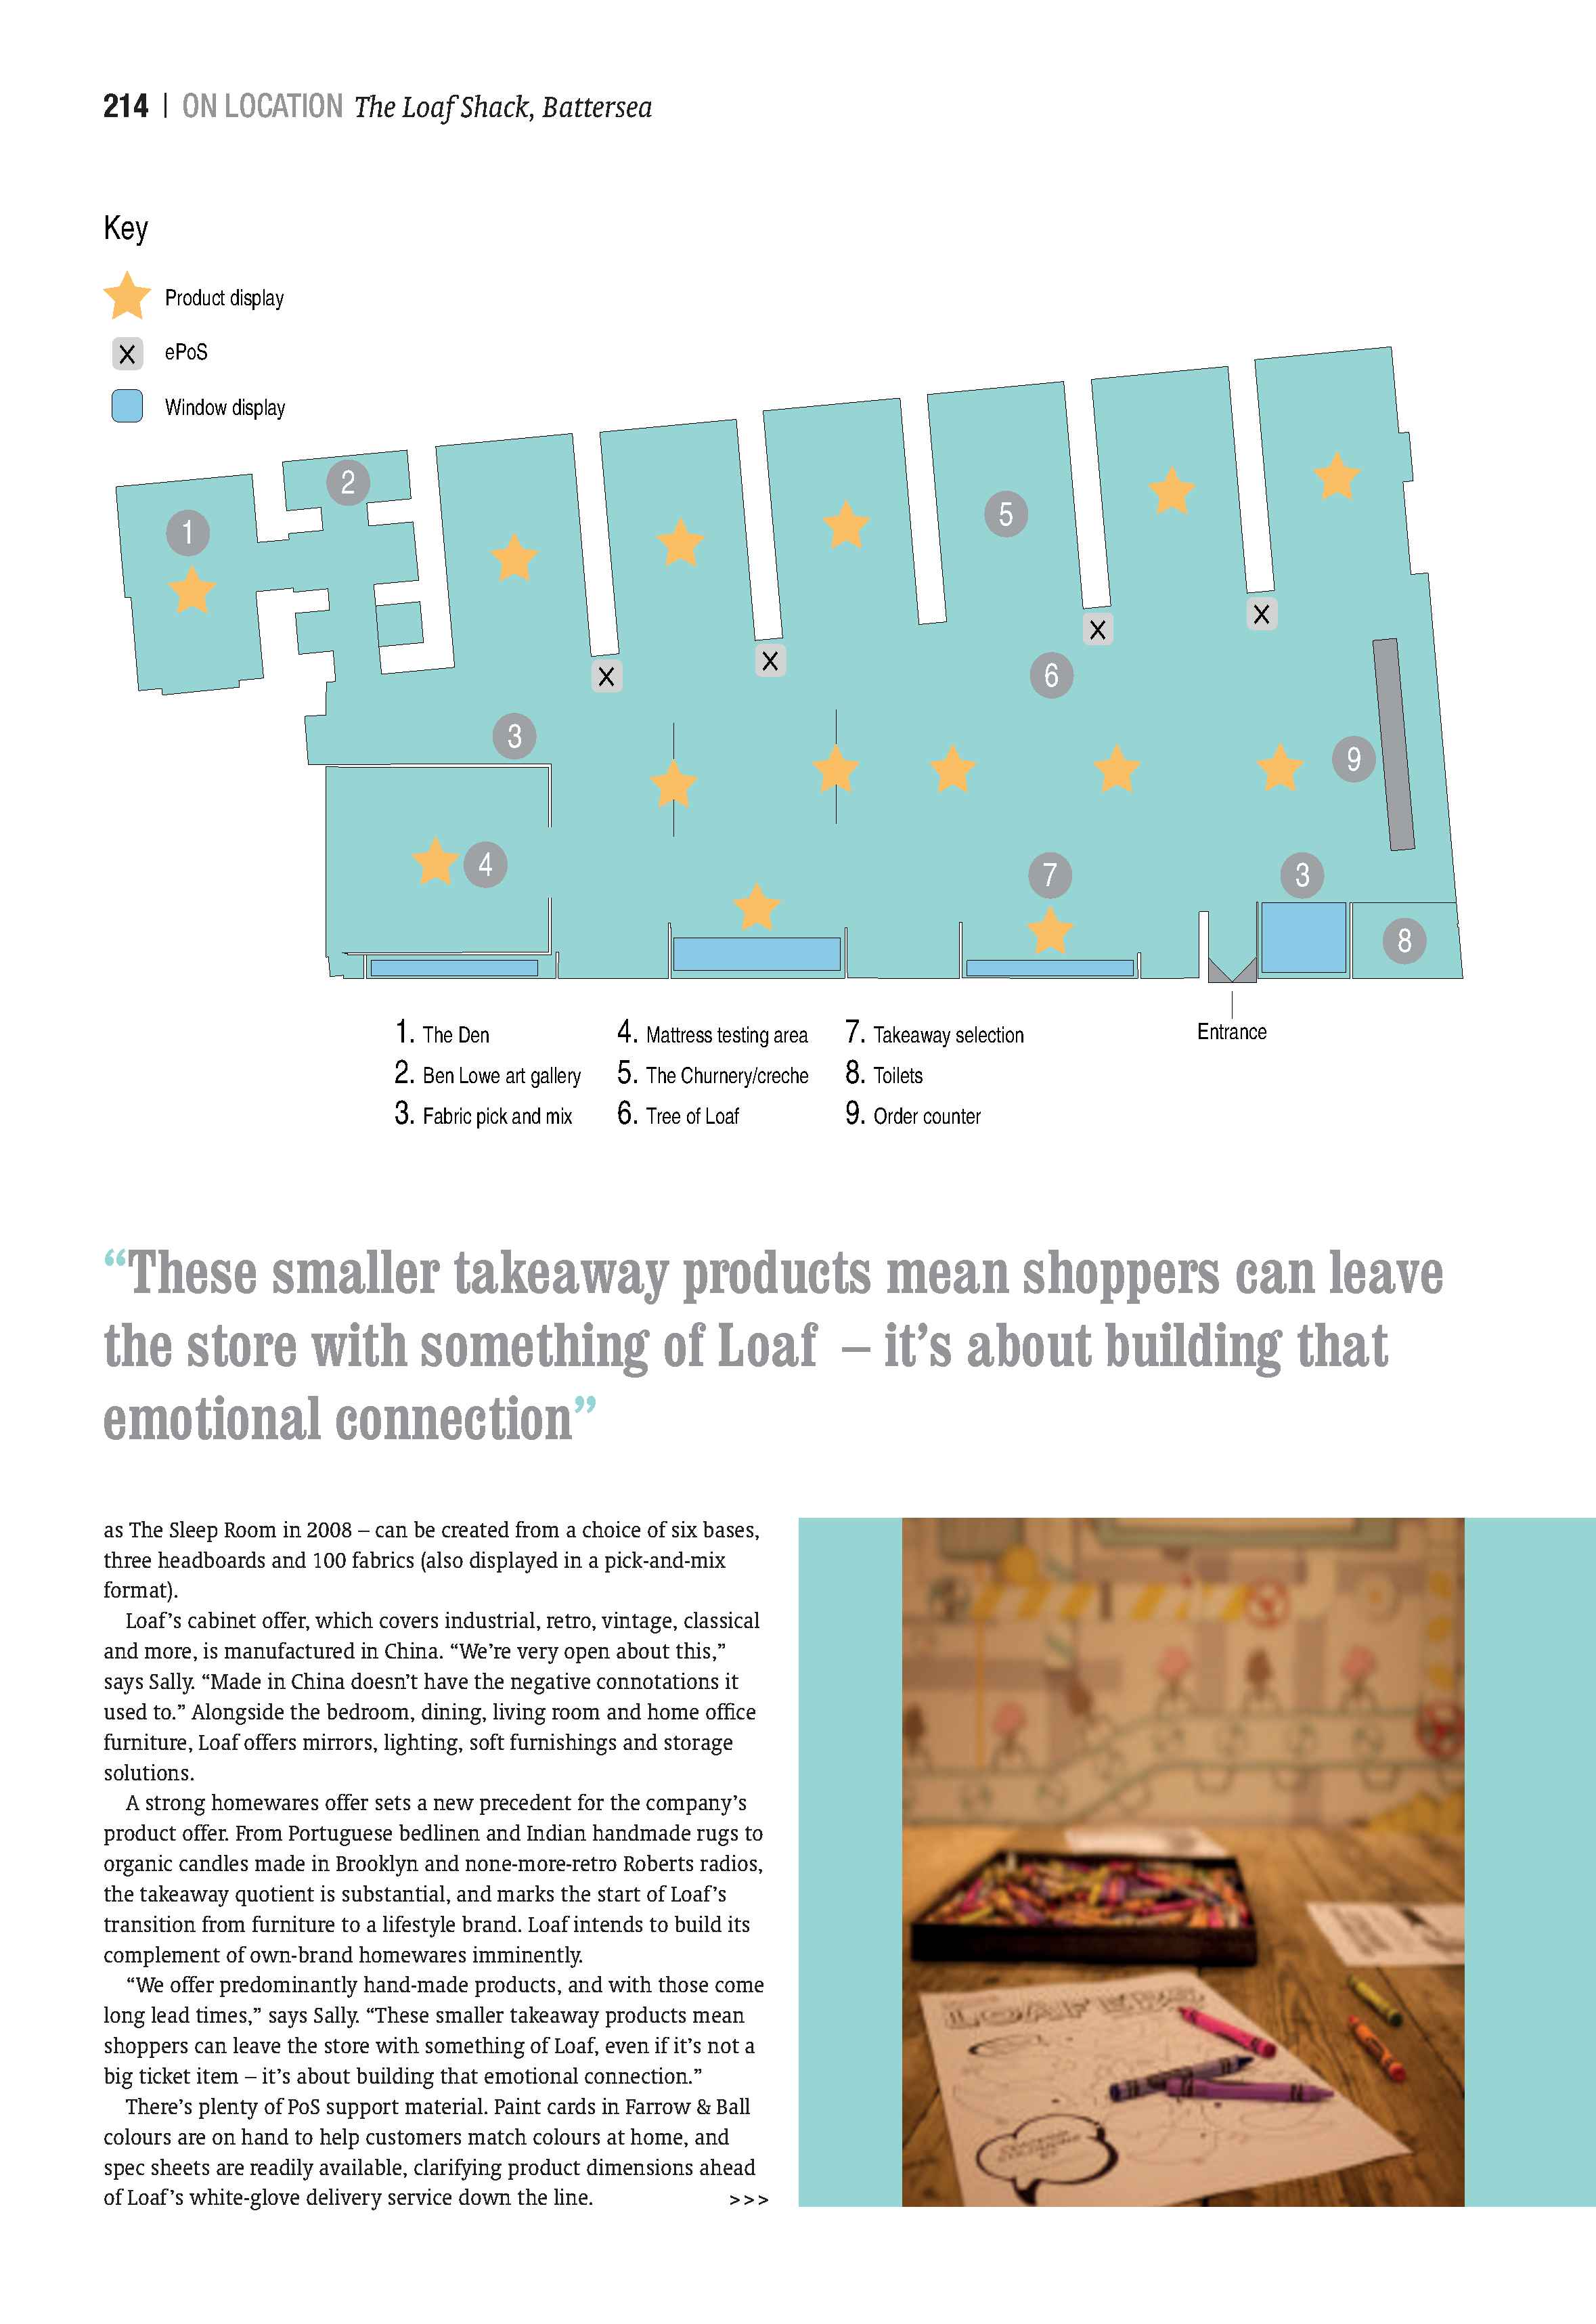 214 | ON LOCATION The Loaf Shack, Battersea
Key
Product display
X ePoS
Window display
1
2
5
X
X
X
X
6
3
9
4
7
3
8
1. The Den
2. Ben Lowe art gallery
3. Fabric pick and mix
4. Mattress testing area
5. The Churnery/creche
6. Tree of Loaf
7. Takeaway selection
8. Toilets
9. Order counter
Entrance
“These smaller takeaway products mean shoppers can leave
the store with something of Loaf – it’s about building that
emotional connection”
as The Sleep Room in 2008 – can be created from a choice of six bases,
three headboards and 100 fabrics (also displayed in a pick-and-mix
format).
Loaf’s cabinet offer, which covers industrial, retro, vintage, classical
and more, is manufactured in China. “We’re very open about this,”
says Sally. “Made in China doesn’t have the negative connotations it
used to.” Alongside the bedroom, dining, living room and home office
furniture, Loaf offers mirrors, lighting, soft furnishings and storage
solutions.
A strong homewares offer sets a new precedent for the company’s
product offer. From Portuguese bedlinen and Indian handmade rugs to
organic candles made in Brooklyn and none-more-retro Roberts radios,
the takeaway quotient is substantial, and marks the start of Loaf’s
transition from furniture to a lifestyle brand. Loaf intends to build its
complement of own-brand homewares imminently.
“We offer predominantly hand-made products, and with those come
long lead times,” says Sally. “These smaller takeaway products mean
shoppers can leave the store with something of Loaf, even if it’s not a
big ticket item – it’s about building that emotional connection.”
There’s plenty of PoS support material. Paint cards in Farrow & Ball
colours are on hand to help customers match colours at home, and
spec sheets are readily available, clarifying product dimensions ahead
of Loaf’s white-glove delivery service down the line. >>>
LOAFERS